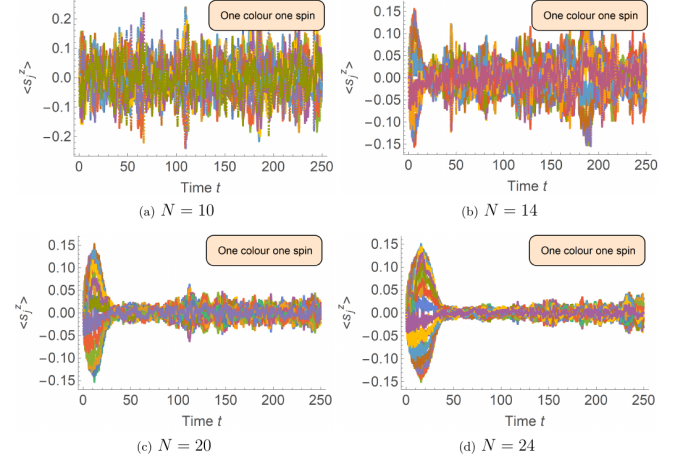 One colour one spin
0.2
0.1
0.0
−0.1
−0.2
<s_j^z>
0 50 100 150 200 250
Time t
(a) N = 10
One colour one spin
0.15
0.10
0.05
0.00
−0.05
−0.10
−0.15
<s_j^z>
0 50 100 150 200 250
Time t
(b) N = 14
One colour one spin
0.15
0.10
0.05
0.00
−0.05
−0.10
−0.15
<s_j^z>
0 50 100 150 200 250
Time t
(c) N = 20
One colour one spin
0.15
0.10
0.05
0.00
−0.05
−0.10
−0.15
<s_j^z>
0 50 100 150 200 250
Time t
(d) N = 24